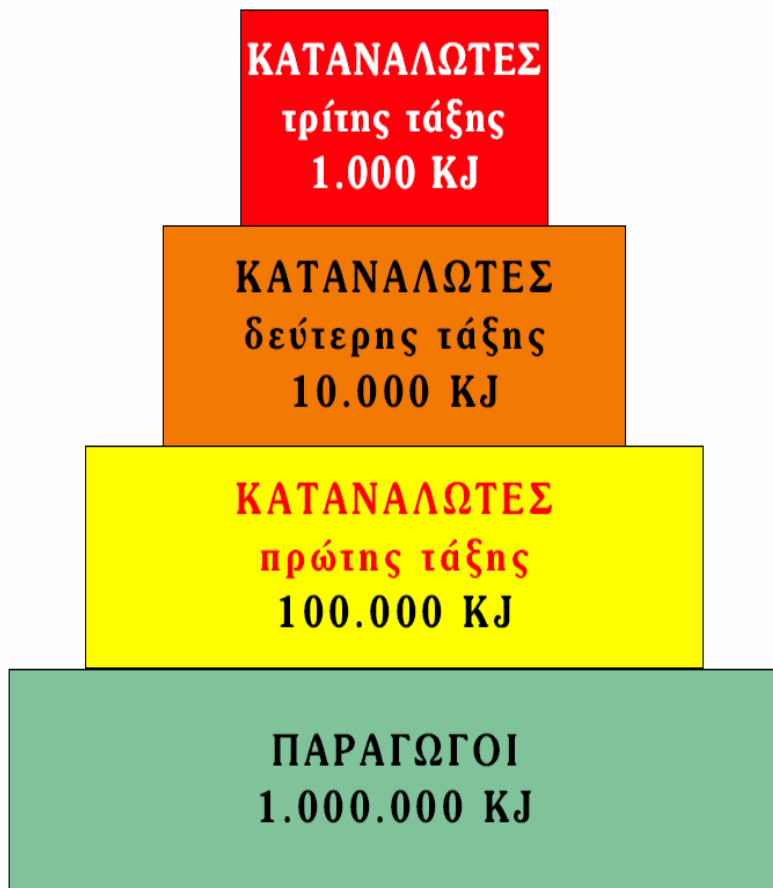 ΚΑΤΑΝΑΛΩΤΕΣ
τρίτης τάξης
1.000 KJ
ΚΑΤΑΝΑΛΩΤΕΣ
δεύτερης τάξης
10.000 KJ
ΚΑΤΑΝΑΛΩΤΕΣ
πρώτης τάξης
100.000 KJ
ΠΑΡΑΓΩΓΟΙ
1.000.000 KJ